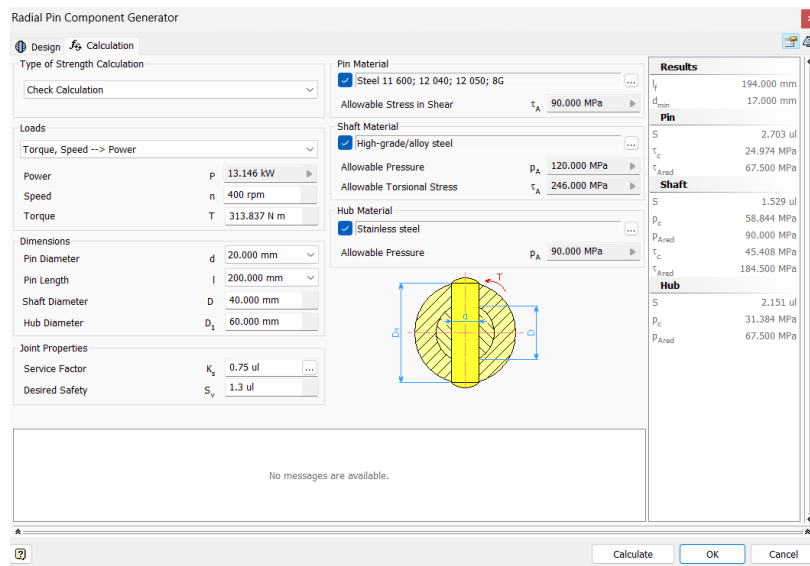 Radial Pin Component Generator
Design
Calculation
Type of Strength Calculation
Check Calculation
Loads
Torque, Speed --> Power
Power P 13.146 kW
Speed n 400 rpm
Torque T 313.837 N m
Dimensions
Pin Diameter d 20.000 mm
Pin Length l 200.000 mm
Shaft Diameter D 40.000 mm
Hub Diameter D1 60.000 mm
Joint Properties
Service Factor Ks 0.75 ul ...
Desired Safety Sv 1.3 ul
Pin Material
Steel 11 600; 12 040; 12 050; 8G ...
Allowable Stress in Shear τA 90.000 MPa
Shaft Material
High-grade/alloy steel ...
Allowable Pressure pA 120.000 MPa
Allowable Torsional Stress τA 246.000 MPa
Hub Material
Stainless steel ...
Allowable Pressure pA 90.000 MPa
T
d
D1
D
Results
lf 194.000 mm
dmin 17.000 mm
Pin
S 2.703 ul
τc 24.974 MPa
τAred 67.500 MPa
Shaft
S 1.529 ul
pc 58.844 MPa
pAred 90.000 MPa
τc 45.408 MPa
τAred 184.500 MPa
Hub
S 2.151 ul
pc 31.384 MPa
pAred 67.500 MPa
No messages are available.
?
Calculate
OK
Cancel